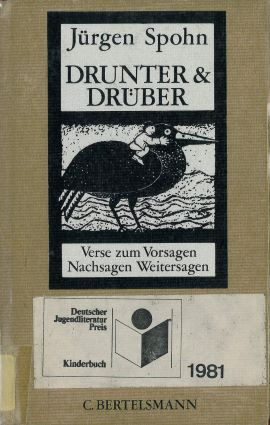 Jürgen Spohn
DRUNTER &
DRÜBER
Verse zum Vorsagen
Nachsagen Weitersagen
Deutscher
Jugendliteratur
Preis
Kinderbuch
1981
C. BERTELSMANN